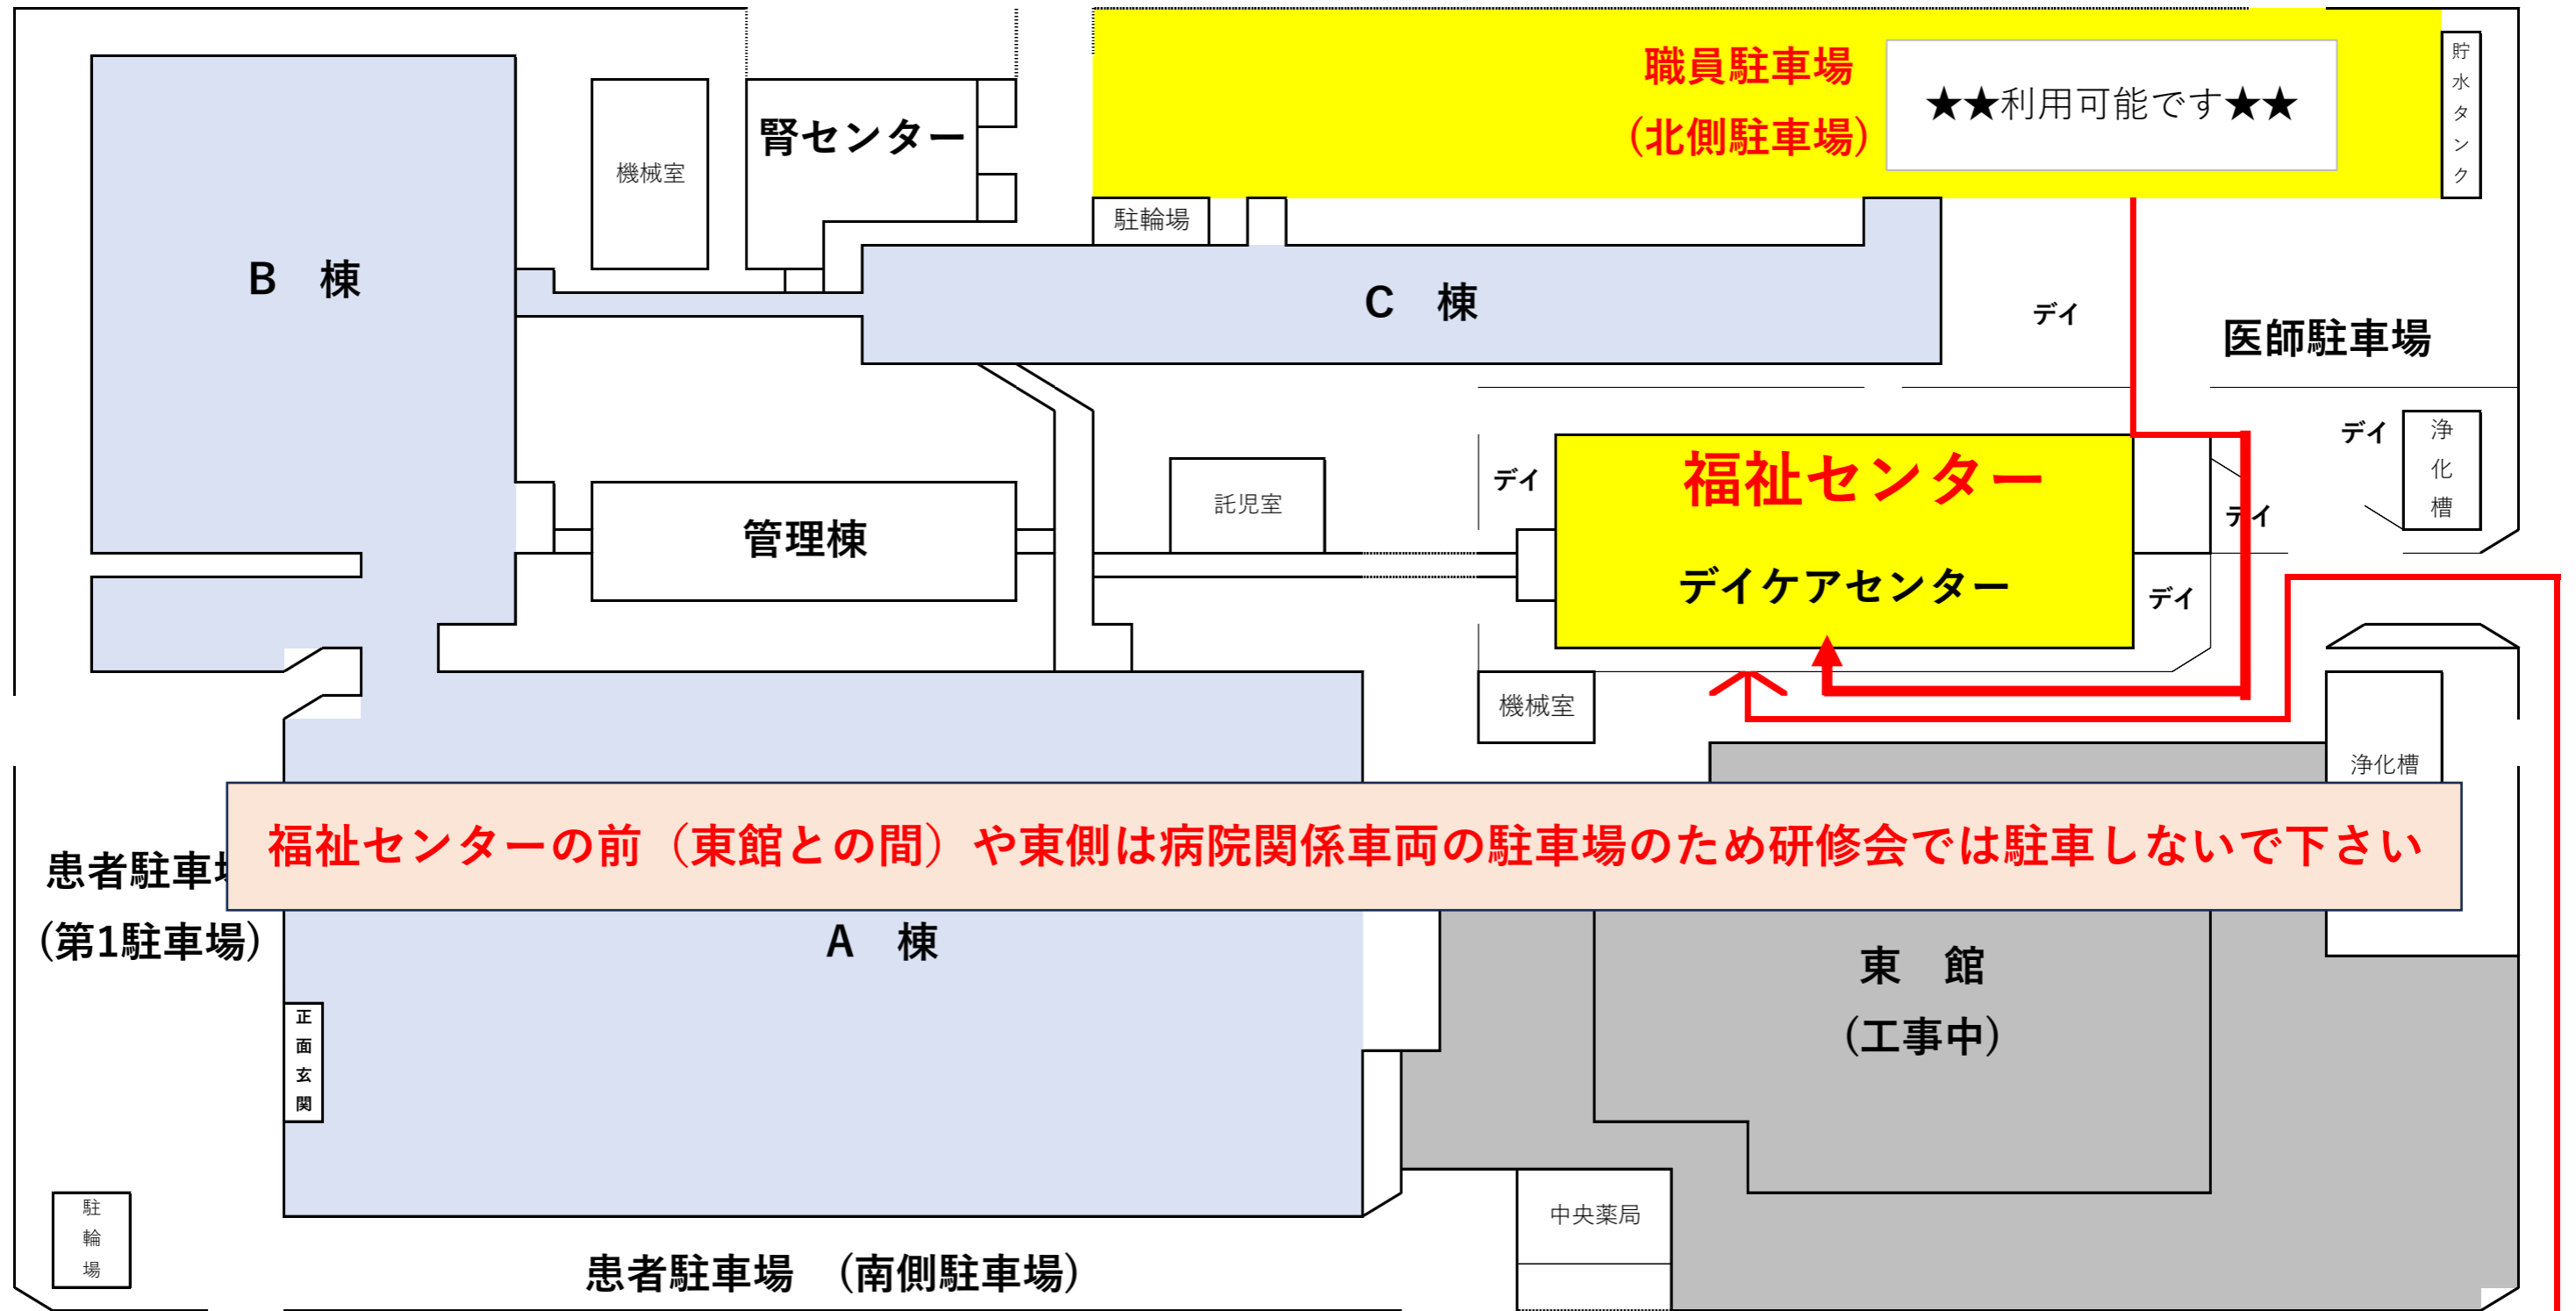 職員駐車場
(北側駐車場)
★★利用可能です★★
貯水タンク
腎センター
機械室
駐輪場
B 棟
C 棟
デイ
医師駐車場
デイ
浄化槽
福祉センター
デイ
託児室
デイ
管理棟
デイケアセンター
デイ
機械室
浄化槽
福祉センターの前（東館との間）や東側は病院関係車両の駐車場のため研修会では駐車しないで下さい
患者駐車
(第1駐車場)
A 棟
東 館
(工事中)
正面玄関
駐輪場
中央薬局
患者駐車場 (南側駐車場)